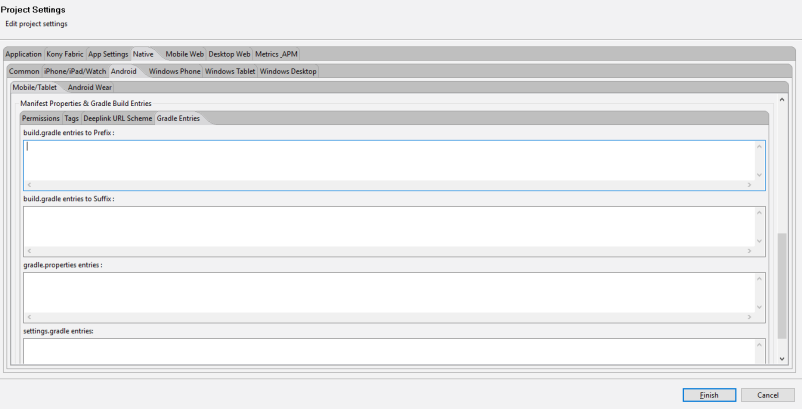 Project Settings
Edit project settings
Application Kony Fabric App Settings Native Mobile Web Desktop Web Metrics_APM
Common iPhone/iPad/Watch Android Windows Phone Windows Tablet Windows Desktop
Mobile/Tablet Android Wear
Manifest Properties & Gradle Build Entries
Permissions Tags Deeplink URL Scheme Gradle Entries
build.gradle entries to Prefix :
build.gradle entries to Suffix :
gradle.properties entries :
settings.gradle entries:
Finish Cancel